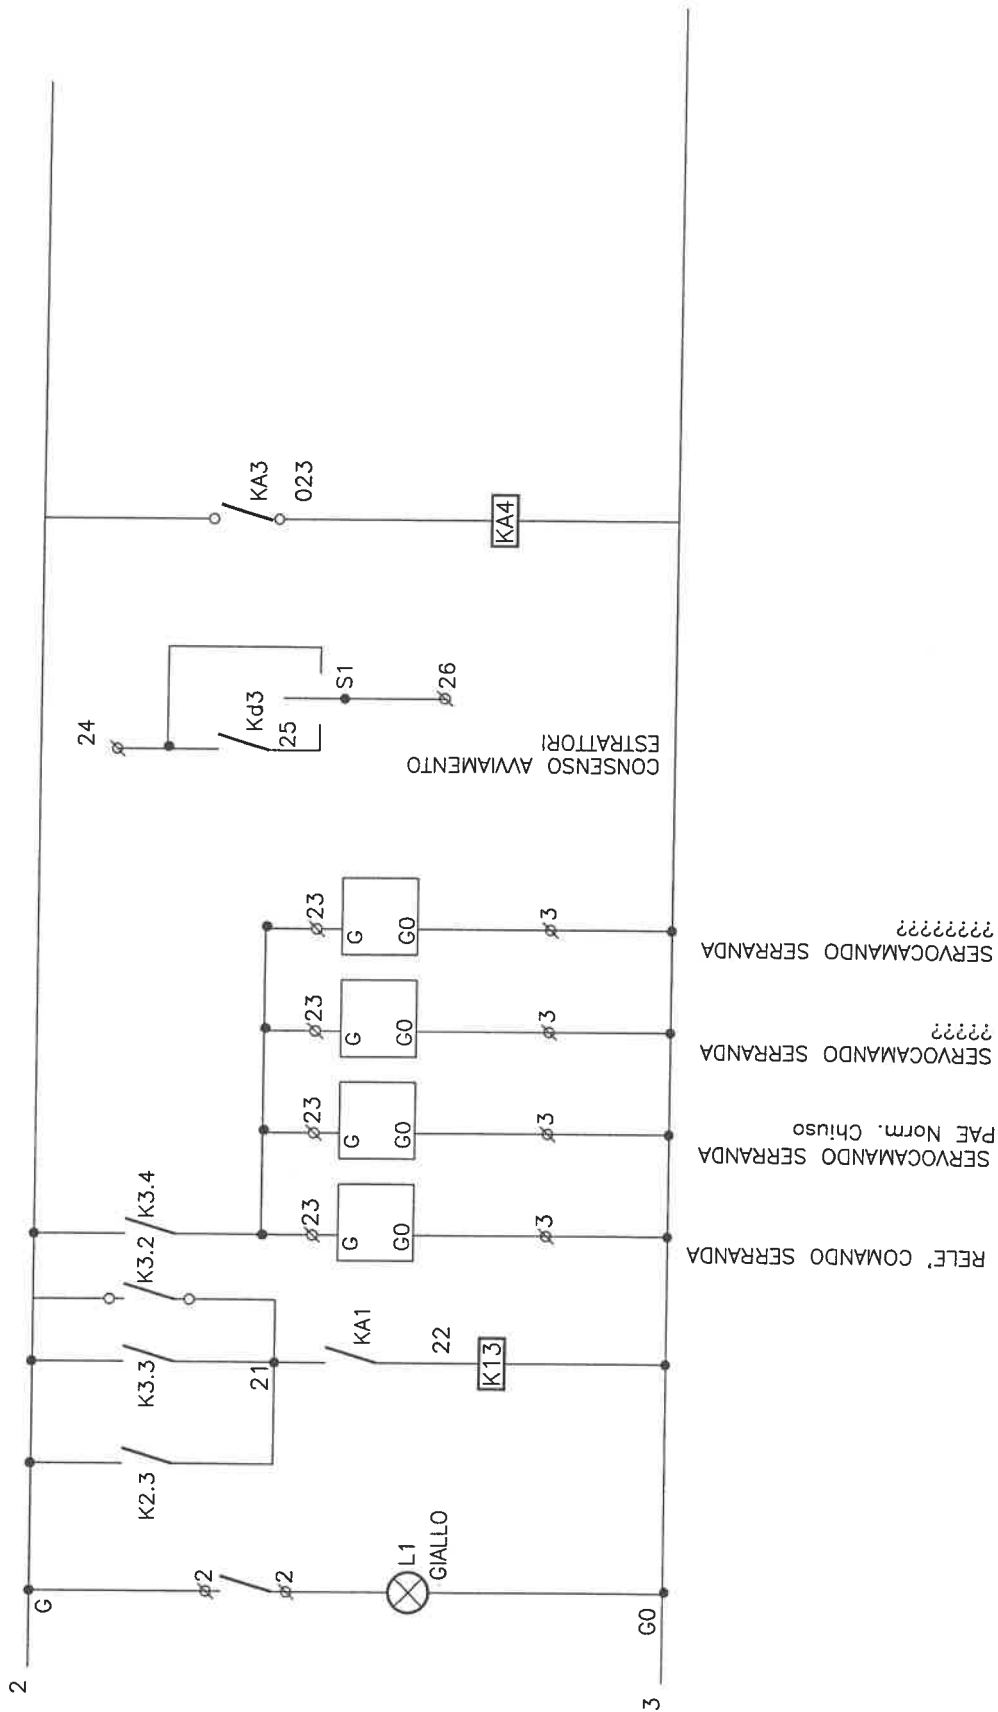 2
G
2
2
L1
GIALLO
G0
3
K2.3
K3.3
K3.2
K3.4
21
KA1
22
K13
23
G
G0
3
RELE' COMANDO SERRANDA
23
G
G0
3
SERVOCAMANDO SERRANDA
PAE Norm. Chiuso
23
G
G0
3
SERVOCAMANDO SERRANDA
?????
23
G
G0
3
SERVOCAMANDO SERRANDA
????????
24
Kd3
25
S1
26
CONSENSO AVVIAMENTO
ESTRATTORI
KA3
023
KA4